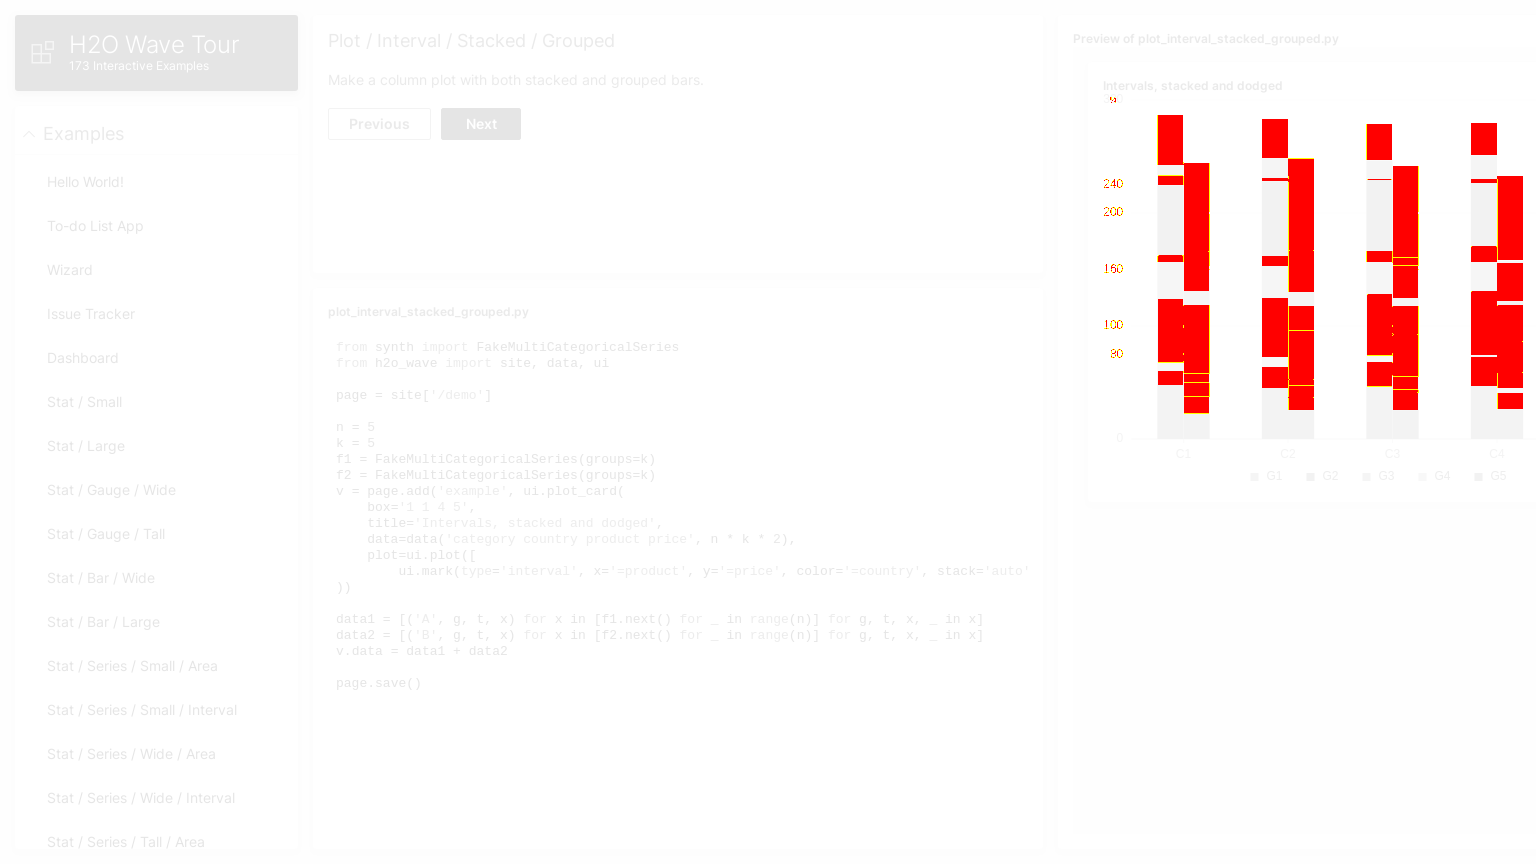 H2O Wave Tour
173 Interactive Examples
Examples
Hello World!
To-do List App
Wizard
Issue Tracker
Dashboard
Stat / Small
Stat / Large
Stat / Gauge / Wide
Stat / Gauge / Tall
Stat / Bar / Wide
Stat / Bar / Large
Stat / Series / Small / Area
Stat / Series / Small / Interval
Stat / Series / Wide / Area
Stat / Series / Wide / Interval
Stat / Series / Tall / Area
Plot / Interval / Stacked / Grouped
Make a column plot with both stacked and grouped bars.
Previous Next
plot_interval_stacked_grouped.py
from synth import FakeMultiCategoricalSeries
from h2o_wave import site, data, ui
page = site['/demo']
n = 5
k = 5
f1 = FakeMultiCategoricalSeries(groups=k)
f2 = FakeMultiCategoricalSeries(groups=k)
v = page.add('example', ui.plot_card(
    box='1 1 4 5',
    title='Intervals, stacked and dodged',
    data=data('category country product price', n * k * 2),
    plot=ui.plot([
        ui.mark(type='interval', x='=product', y='=price', color='=country', stack='auto'
))
data1 = [('A', g, t, x) for x in [f1.next() for _ in range(n)] for g, t, x, _ in x]
data2 = [('B', g, t, x) for x in [f2.next() for _ in range(n)] for g, t, x, _ in x]
v.data = data1 + data2
page.save()
Preview of plot_interval_stacked_grouped.py
Intervals, stacked and dodged
240
200
100
0
C1 C2 C3 C4
G1 G2 G3 G4 G5